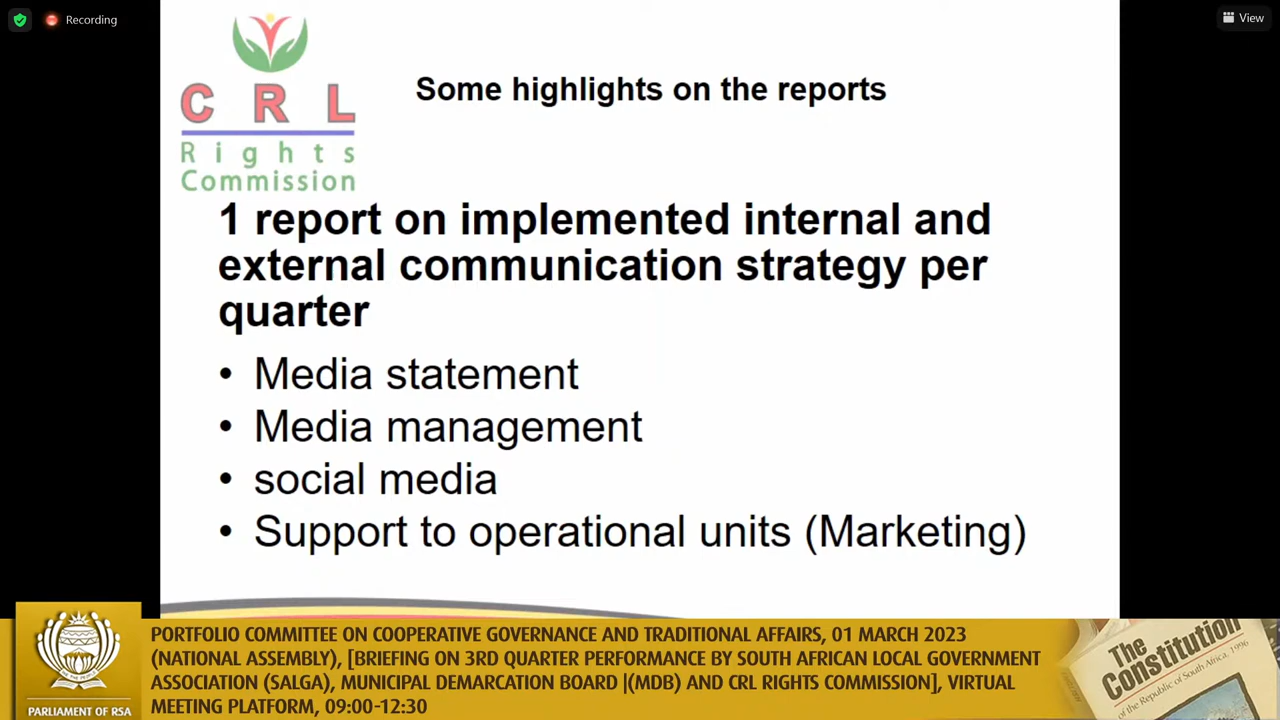 Recording
View
C R L
Rights
Commission
Some highlights on the reports
1 report on implemented internal and
external communication strategy per
quarter
• Media statement
• Media management
• social media
• Support to operational units (Marketing)
PARLIAMENT OF RSA
PORTFOLIO COMMITTEE ON COOPERATIVE GOVERNANCE AND TRADITIONAL AFFAIRS, 01 MARCH 2023
(NATIONAL ASSEMBLY), [BRIEFING ON 3RD QUARTER PERFORMANCE BY SOUTH AFRICAN LOCAL GOVERNMENT
ASSOCIATION (SALGA), MUNICIPAL DEMARCATION BOARD |(MDB) AND CRL RIGHTS COMMISSION], VIRTUAL
MEETING PLATFORM, 09:00-12:30
The
Constitution
of the Republic of South Africa, 1996